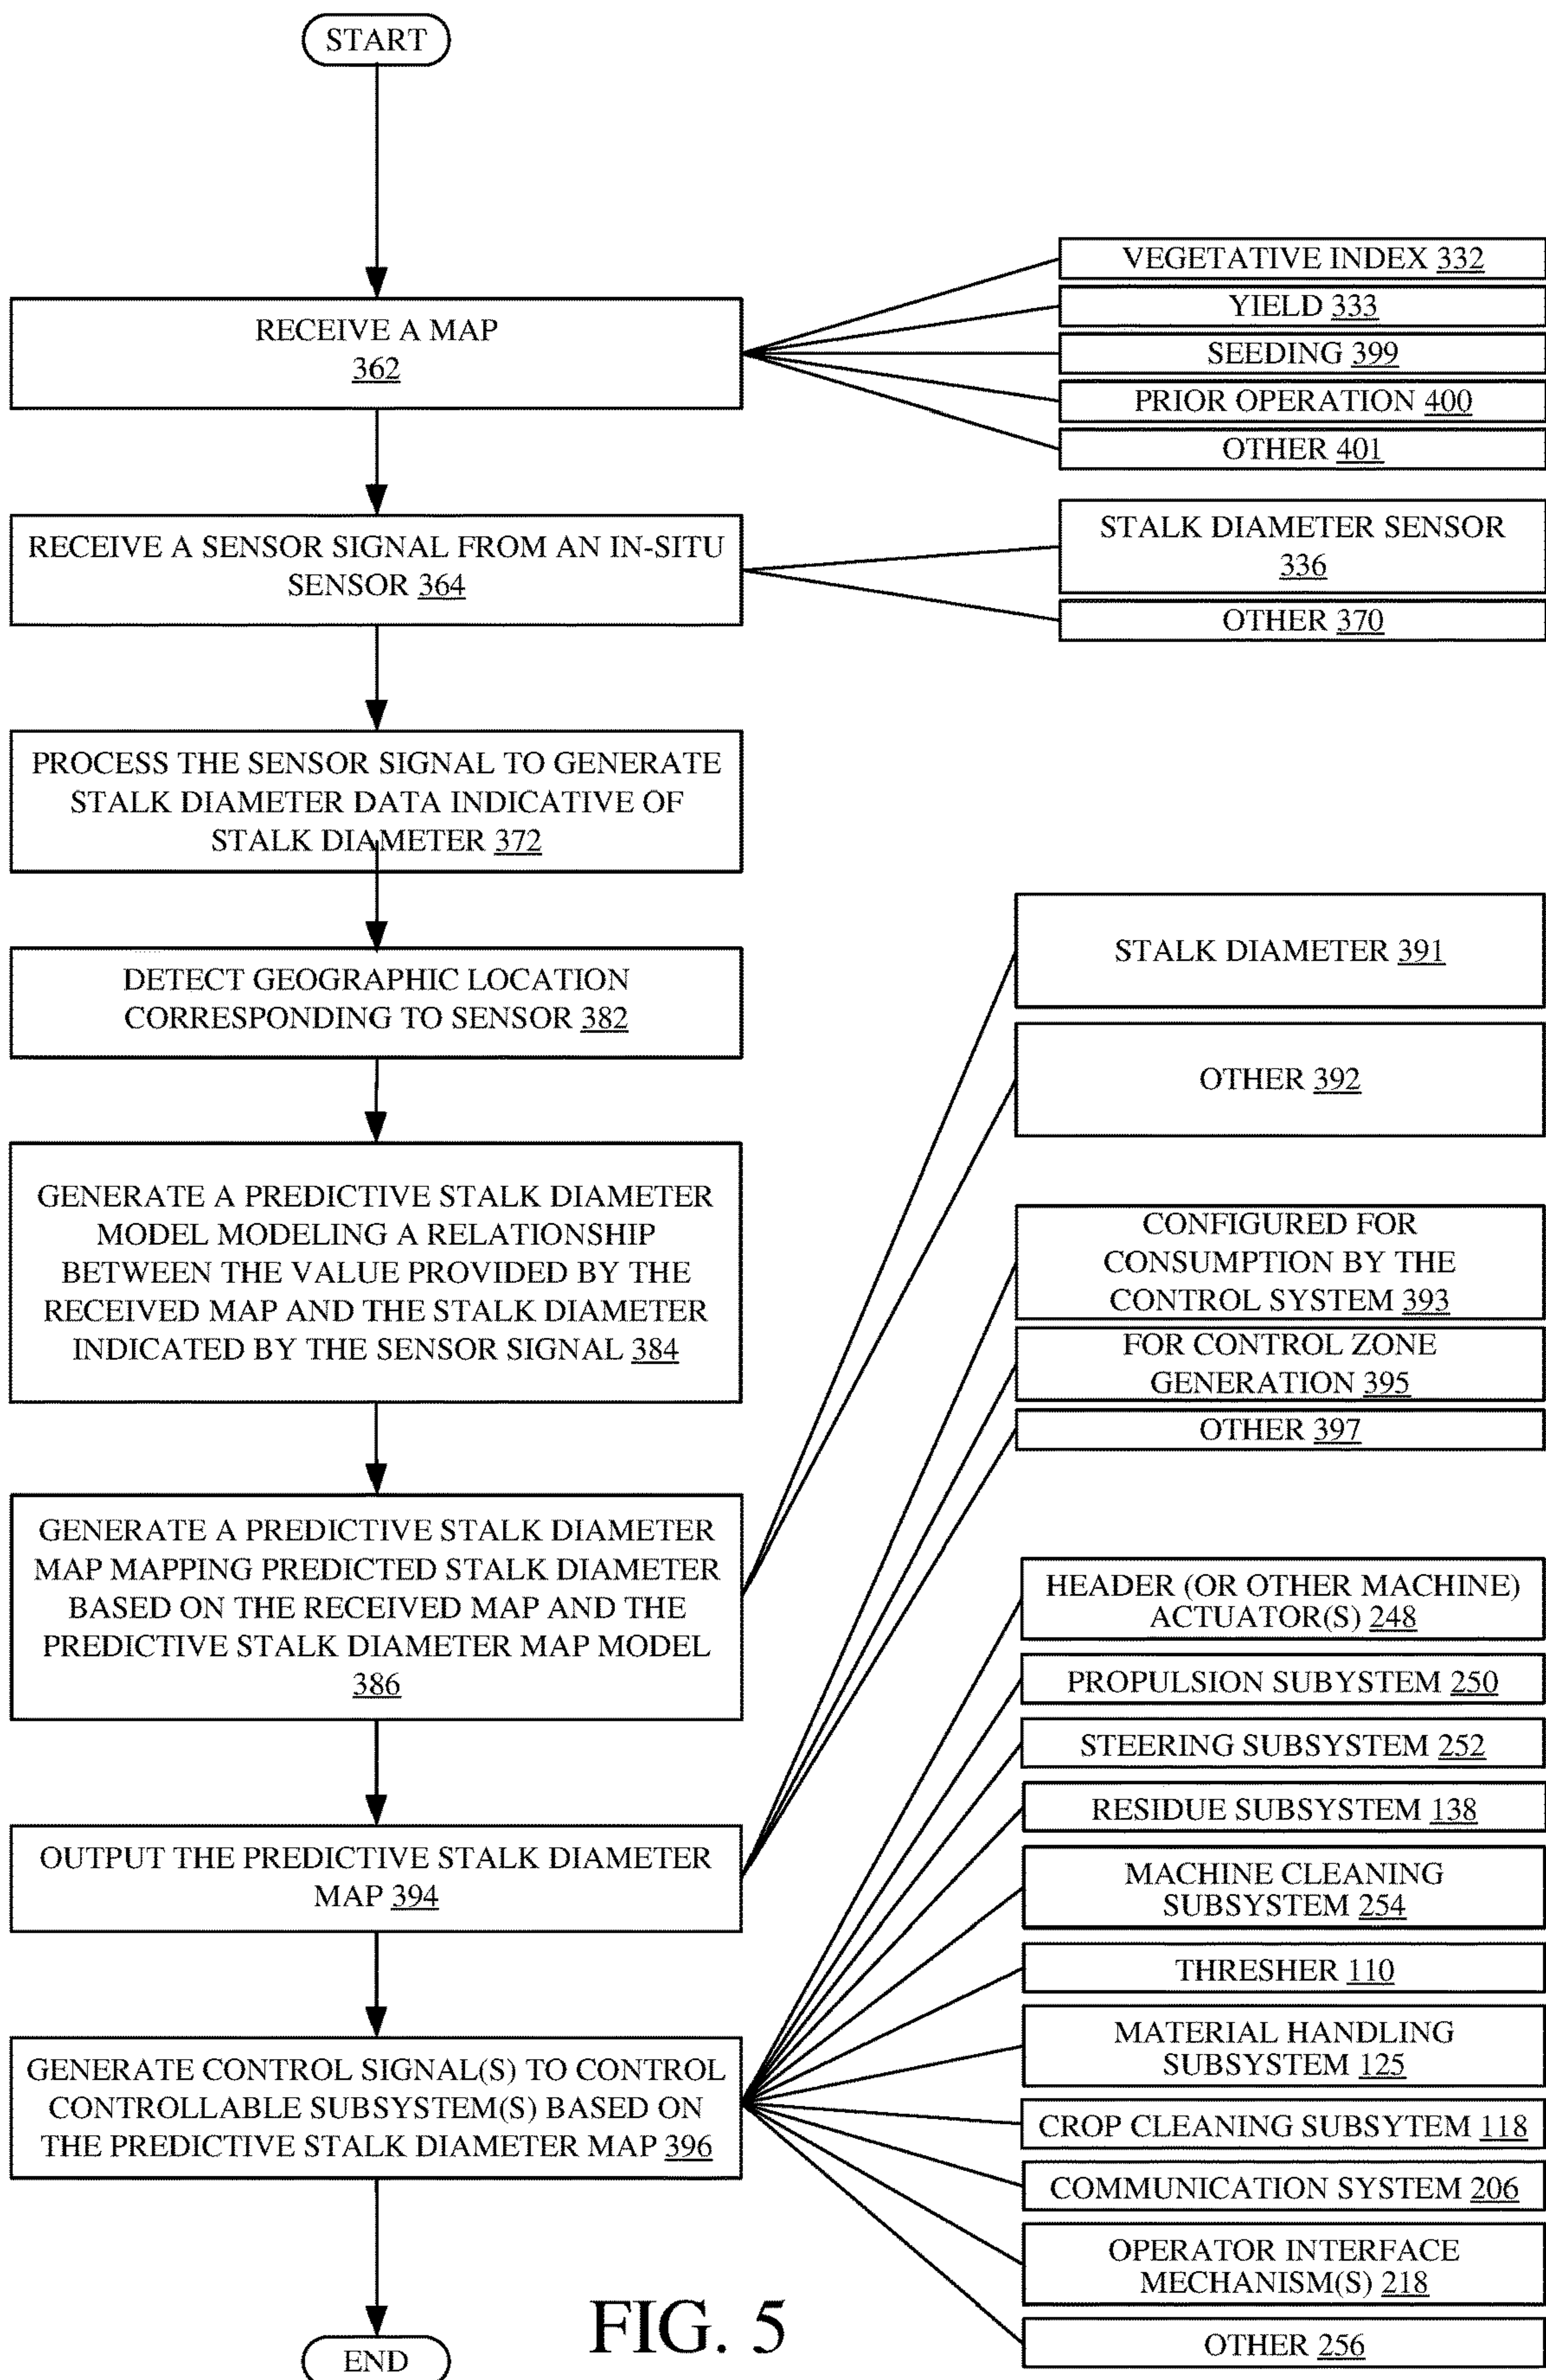 START
RECEIVE A MAP
362
VEGETATIVE INDEX 332
YIELD 333
SEEDING 399
PRIOR OPERATION 400
OTHER 401
RECEIVE A SENSOR SIGNAL FROM AN IN-SITU
SENSOR 364
STALK DIAMETER SENSOR
336
OTHER 370
PROCESS THE SENSOR SIGNAL TO GENERATE
STALK DIAMETER DATA INDICATIVE OF
STALK DIAMETER 372
DETECT GEOGRAPHIC LOCATION
CORRESPONDING TO SENSOR 382
GENERATE A PREDICTIVE STALK DIAMETER
MODEL MODELING A RELATIONSHIP
BETWEEN THE VALUE PROVIDED BY THE
RECEIVED MAP AND THE STALK DIAMETER
INDICATED BY THE SENSOR SIGNAL 384
GENERATE A PREDICTIVE STALK DIAMETER
MAP MAPPING PREDICTED STALK DIAMETER
BASED ON THE RECEIVED MAP AND THE
PREDICTIVE STALK DIAMETER MAP MODEL
386
STALK DIAMETER 391
OTHER 392
OUTPUT THE PREDICTIVE STALK DIAMETER
MAP 394
CONFIGURED FOR
CONSUMPTION BY THE
CONTROL SYSTEM 393
FOR CONTROL ZONE
GENERATION 395
OTHER 397
GENERATE CONTROL SIGNAL(S) TO CONTROL
CONTROLLABLE SUBSYSTEM(S) BASED ON
THE PREDICTIVE STALK DIAMETER MAP 396
HEADER (OR OTHER MACHINE)
ACTUATOR(S) 248
PROPULSION SUBYSTEM 250
STEERING SUBSYSTEM 252
RESIDUE SUBSYSTEM 138
MACHINE CLEANING
SUBSYSTEM 254
THRESHER 110
MATERIAL HANDLING
SUBSYSTEM 125
CROP CLEANING SUBSYTEM 118
COMMUNICATION SYSTEM 206
OPERATOR INTERFACE
MECHANISM(S) 218
OTHER 256
END
FIG. 5